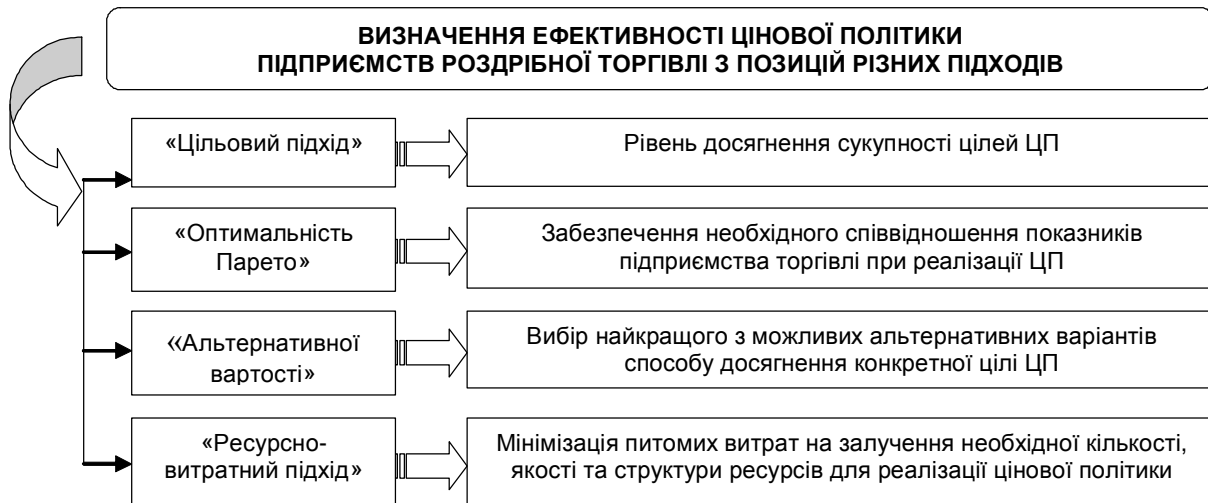 ВИЗНАЧЕННЯ ЕФЕКТИВНОСТІ ЦІНОВОЇ ПОЛІТИКИ
ПІДПРИЄМСТВ РОЗДРІБНОЇ ТОРГІВЛІ З ПОЗИЦІЙ РІЗНИХ ПІДХОДІВ
«Цільовий підхід»
Рівень досягнення сукупності цілей ЦП
«Оптимальність
Парето»
Забезпечення необхідного співвідношення показників
підприємства торгівлі при реалізації ЦП
«Альтернативної
вартості»
Вибір найкращого з можливих альтернативних варіантів
способу досягнення конкретної цілі ЦП
«Ресурсно-
витратний підхід»
Мінімізація питомих витрат на залучення необхідної кількості,
якості та структури ресурсів для реалізації цінової політики